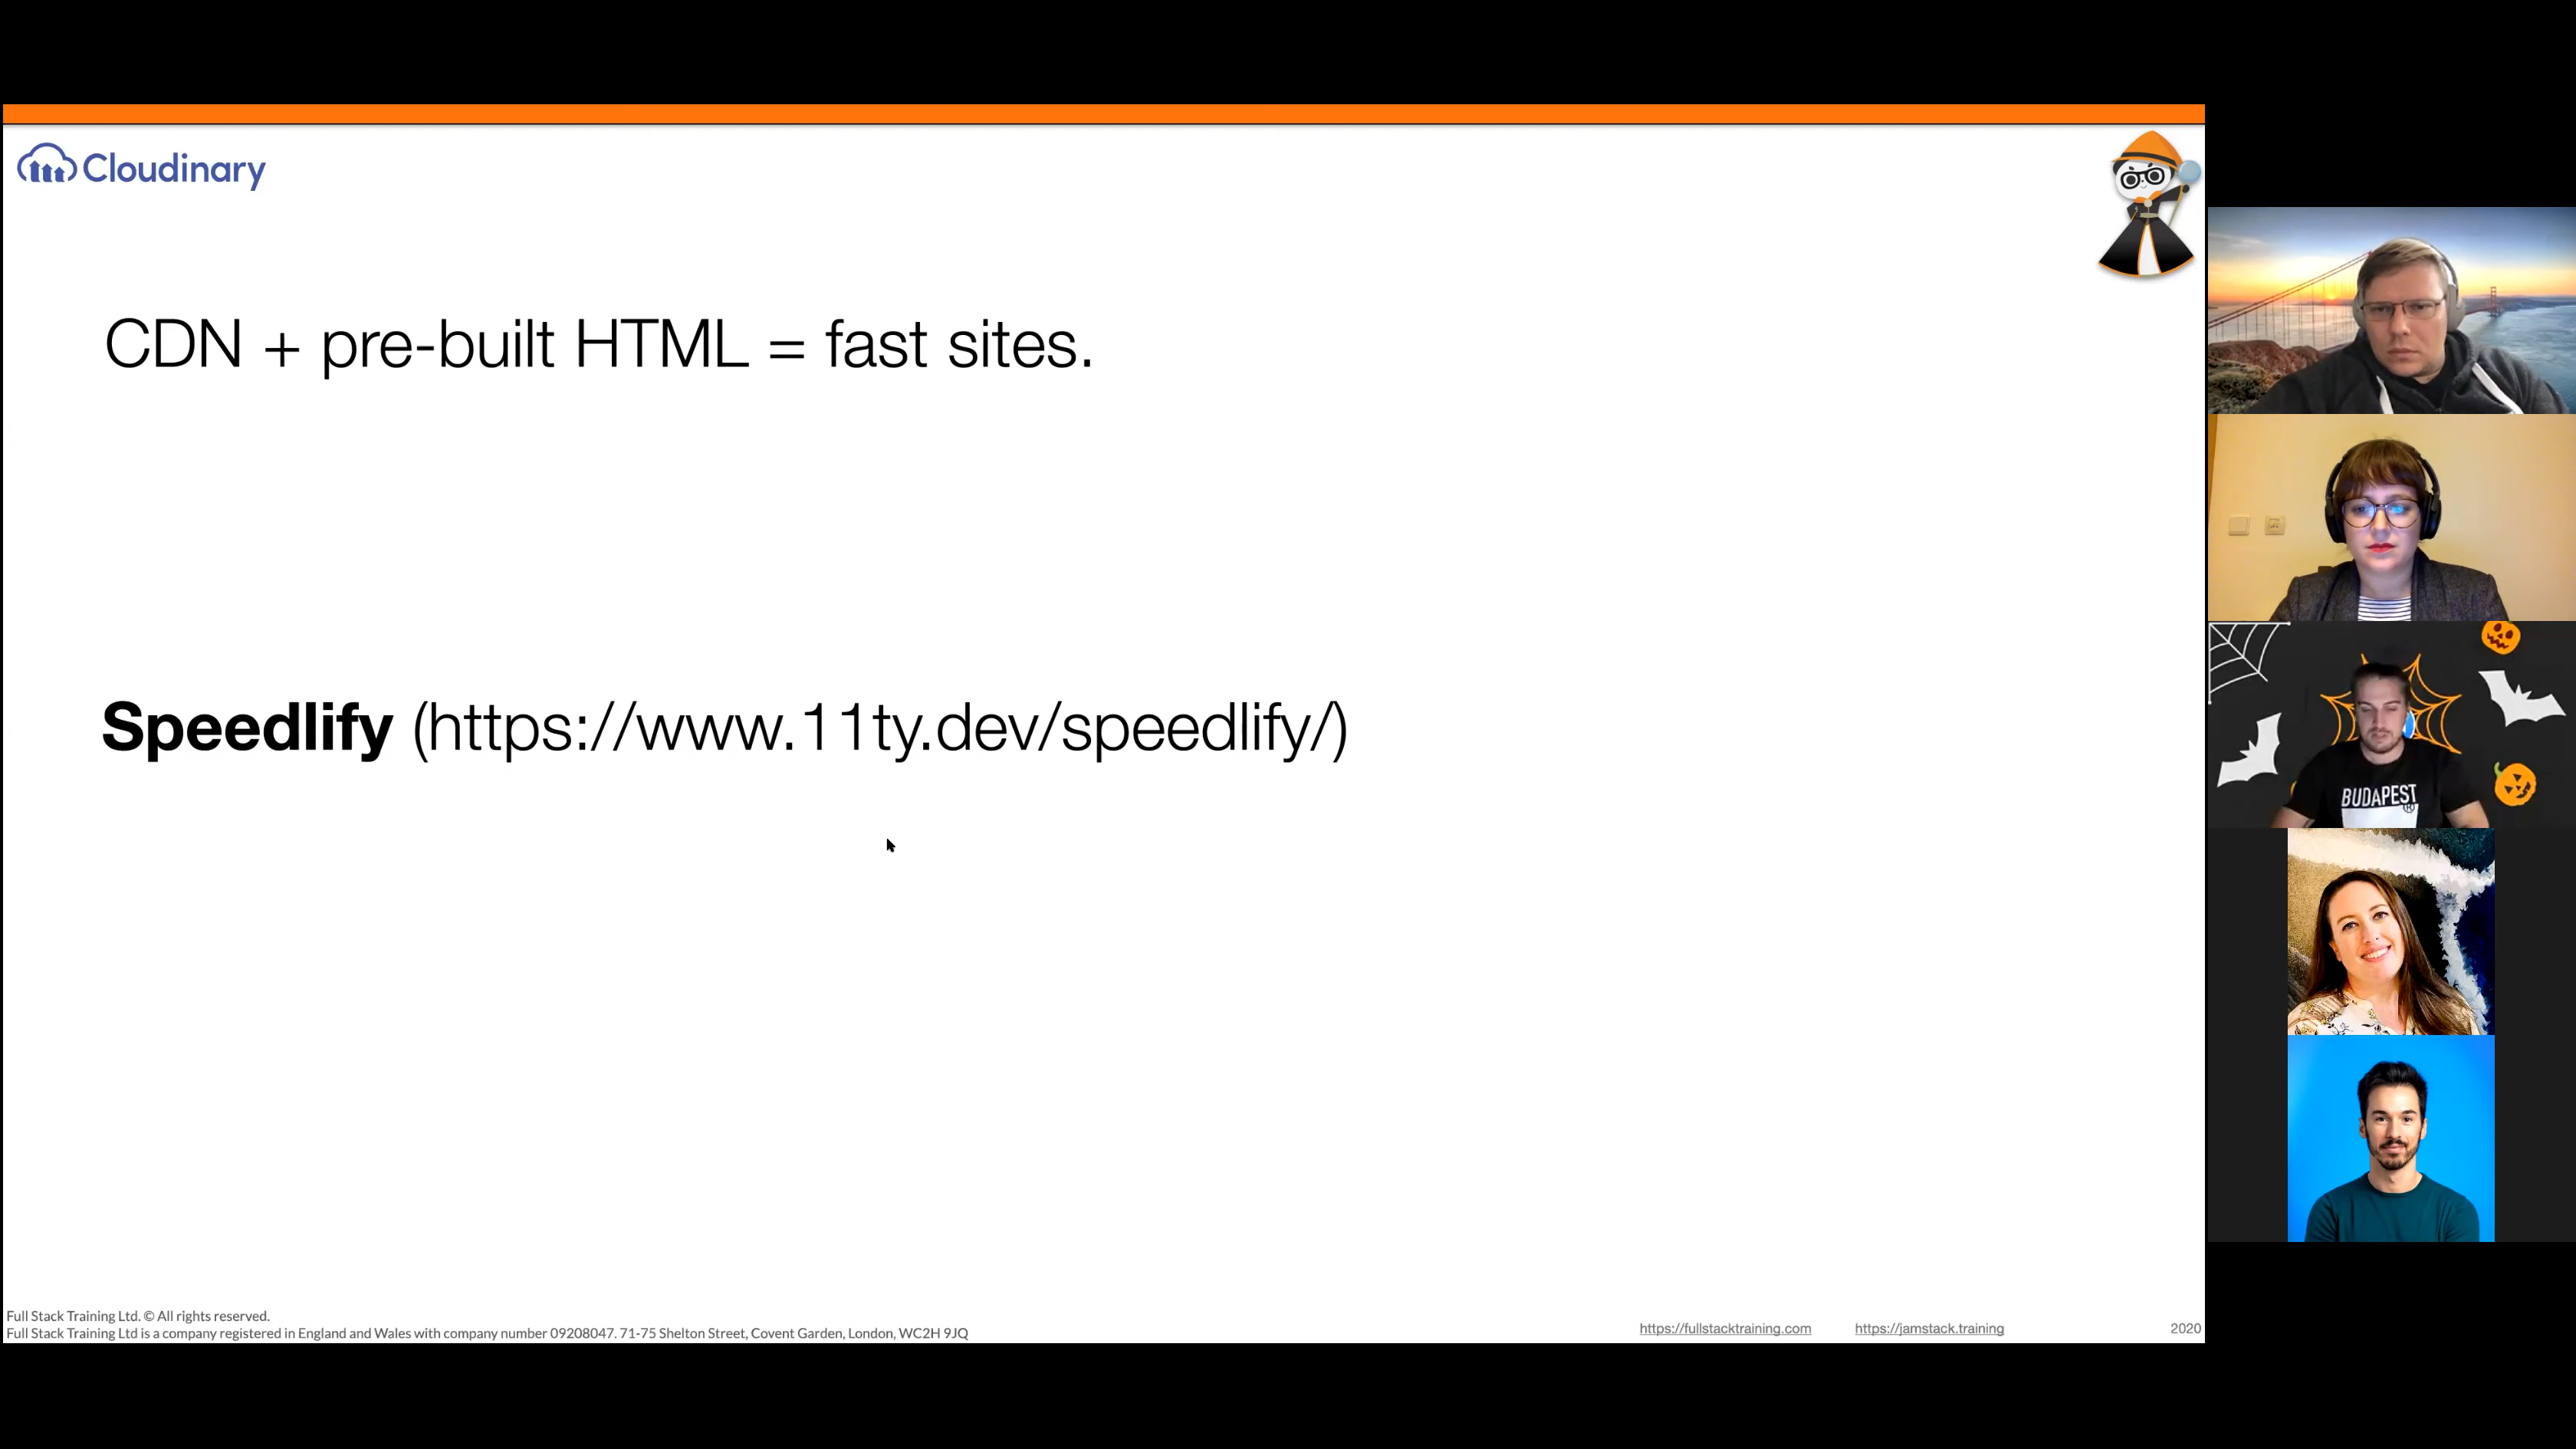 Cloudinary
CDN + pre-built HTML = fast sites.
Speedlify (https://www.11ty.dev/speedlify/)
BUDAPEST
Full Stack Training Ltd. © All rights reserved.
Full Stack Training Ltd is a company registered in England and Wales with company number 09208047. 71-75 Shelton Street, Covent Garden, London, WC2H 9JQ
https://fullstacktraining.com https://jamstack.training 2020